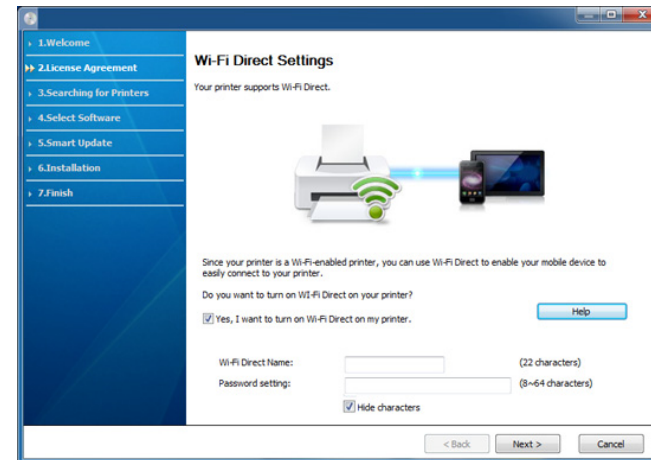 1.Welcome
2.License Agreement
3.Searching for Printers
4.Select Software
5.Smart Update
6.Installation
7.Finish
Wi-Fi Direct Settings
Your printer supports Wi-Fi Direct.
Since your printer is a Wi-Fi-enabled printer, you can use Wi-Fi Direct to enable your mobile device to
easily connect to your printer.
Do you want to turn on WI-Fi Direct on your printer?
Yes, I want to turn on Wi-Fi Direct on my printer.
Help
Wi-Fi Direct Name: (22 characters)
Password setting: (8~64 characters)
Hide characters
< Back Next > Cancel